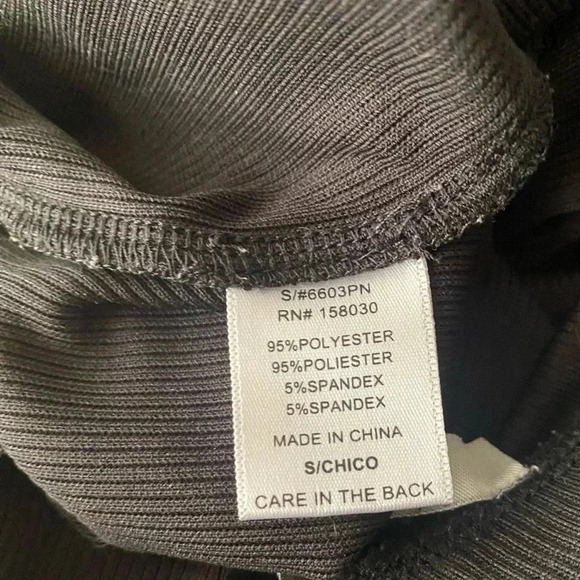 S/#6603PN
RN# 158030
95%POLYESTER
95%POLIESTER
5%SPANDEX
5%SPANDEX
MADE IN CHINA
S/CHICO
CARE IN THE BACK